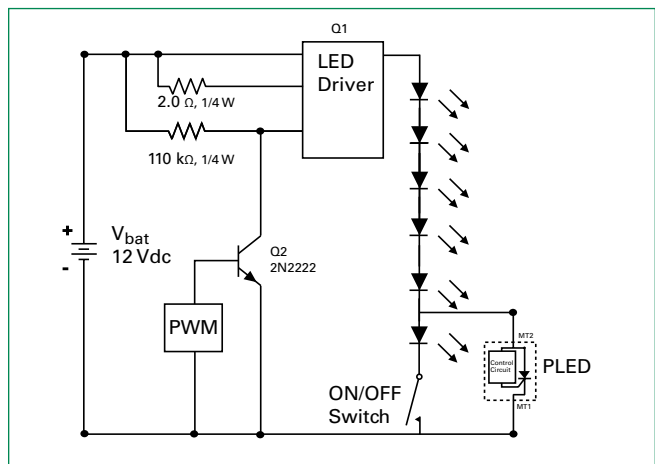 Q1
LED
Driver
2.0 Ω, 1/4 W
110 kΩ, 1/4 W
+
-
Vbat
12 Vdc
Q2
2N2222
PWM
ON/OFF
Switch
MT2
Control
Circuit
PLED
MT1